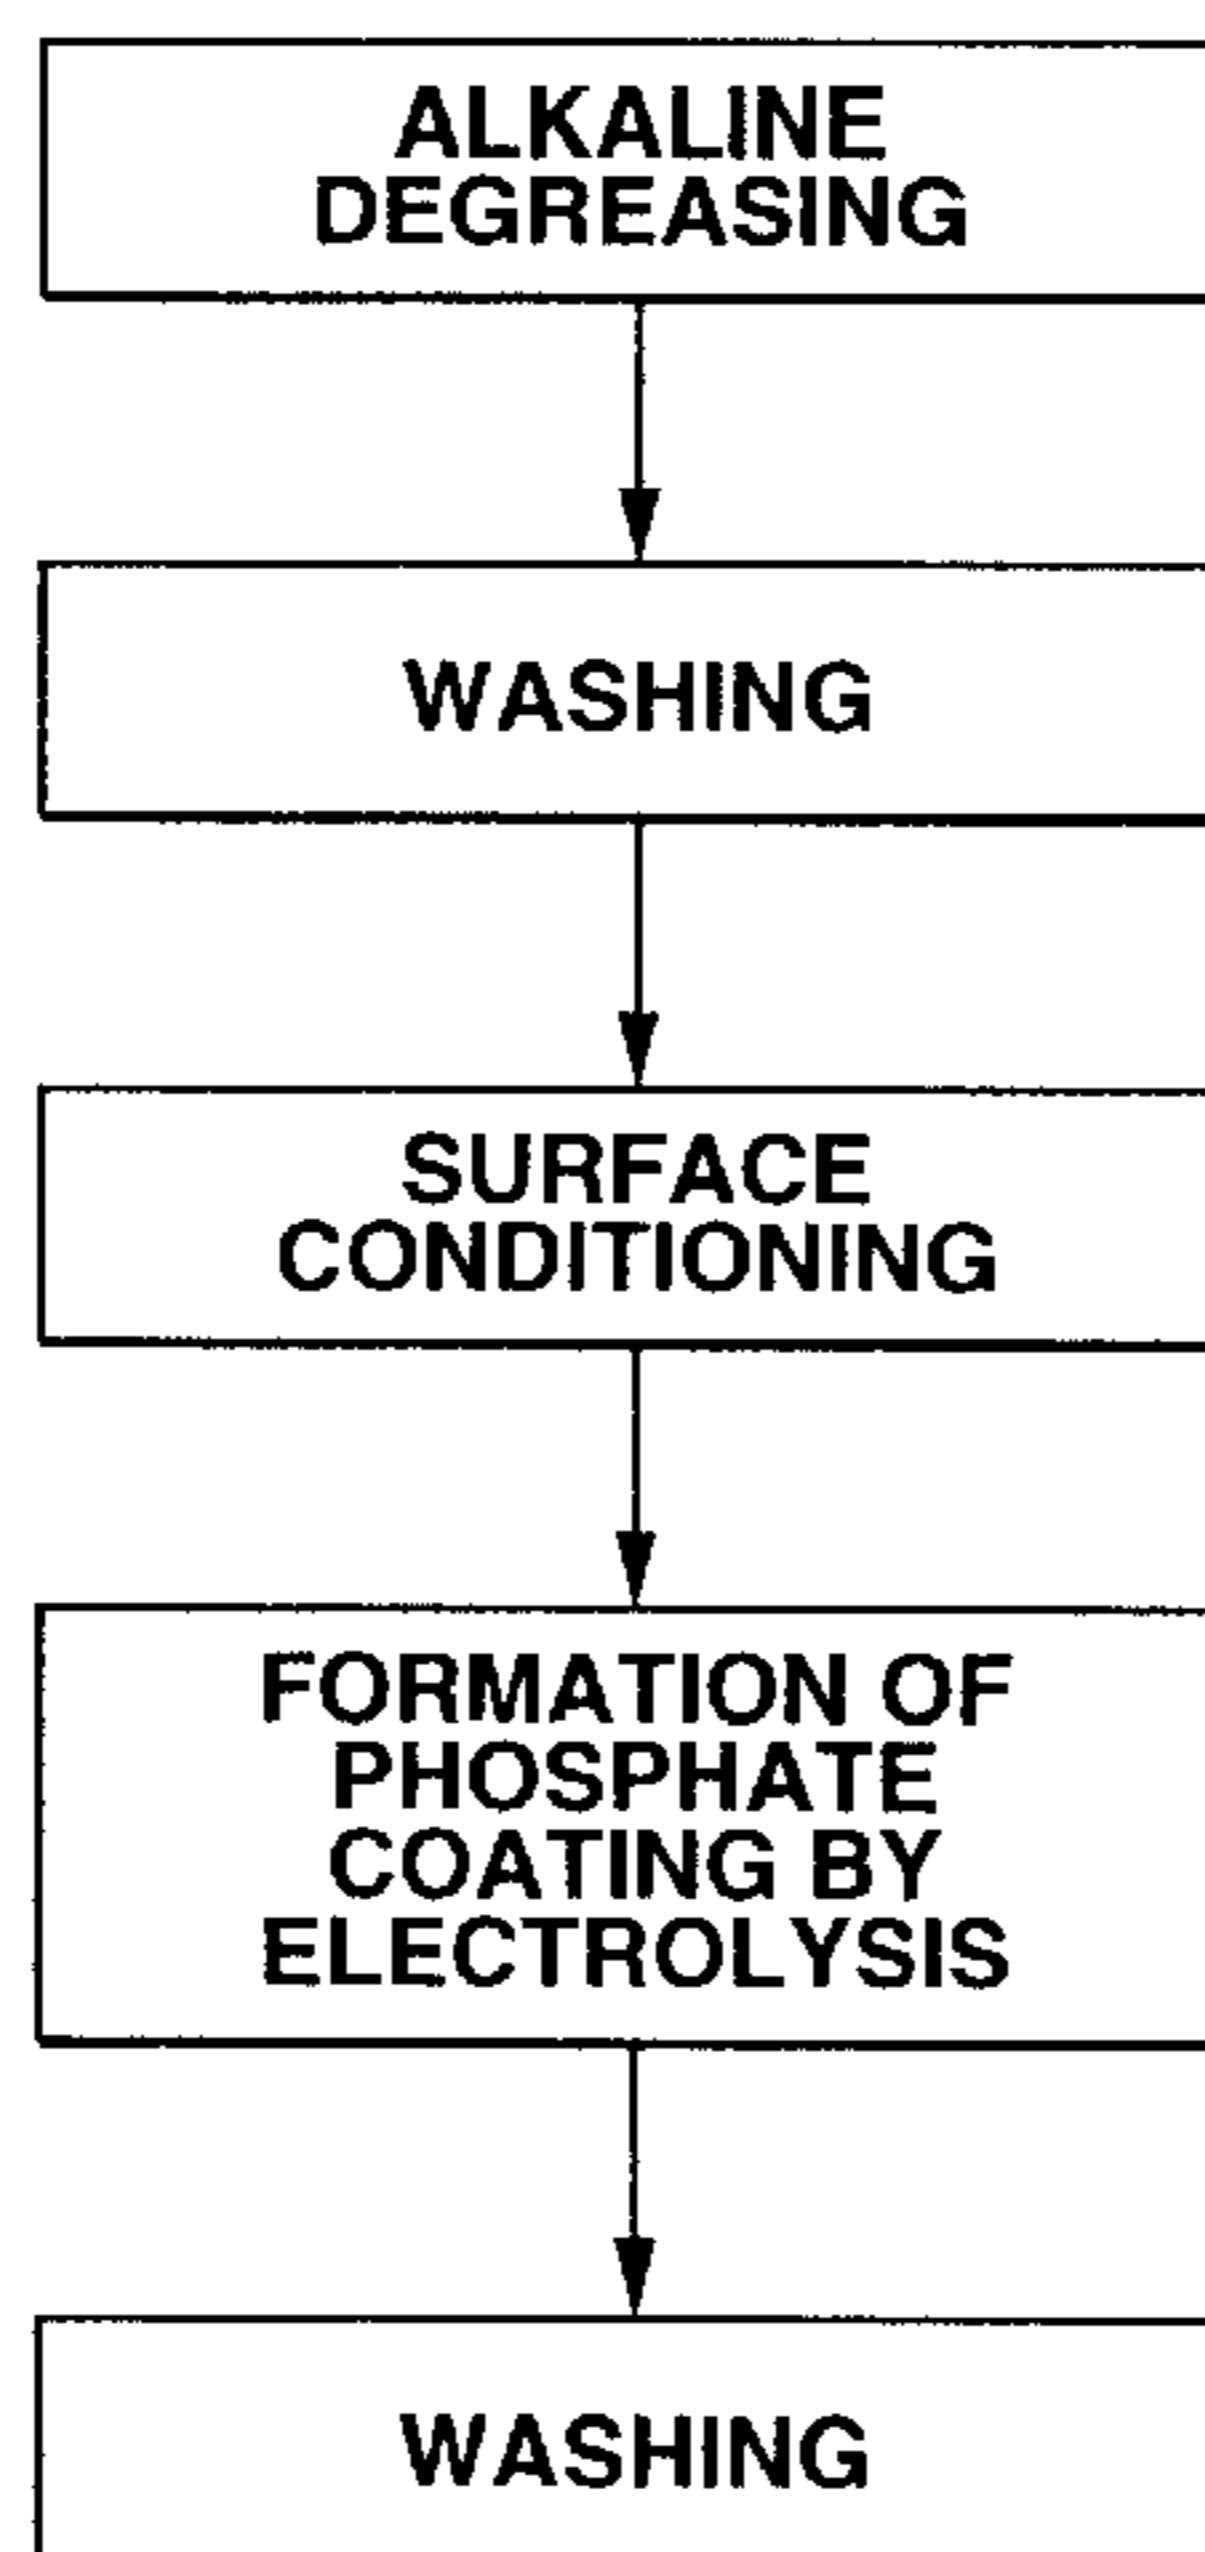 ALKALINE
DEGREASING
WASHING
SURFACE
CONDITIONING
FORMATION OF
PHOSPHATE
COATING BY
ELECTROLYSIS
WASHING